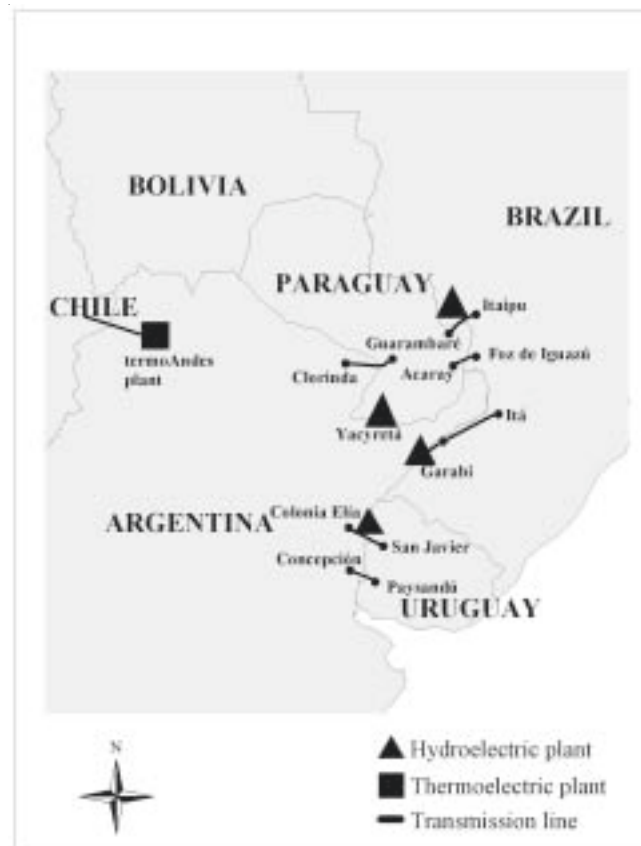 BOLIVIA
BRAZIL
PARAGUAY
CHILE
Itaipu
Guarambaré
Foz de Iguazú
termoAndes
plant
Clorinda
Acaray
Itá
Yacyretá
Garabi
ARGENTINA
Colonia Elía
San Javier
Concepción
Paysandú
URUGUAY
N
Hydroelectric plant
Thermoelectric plant
Transmission line